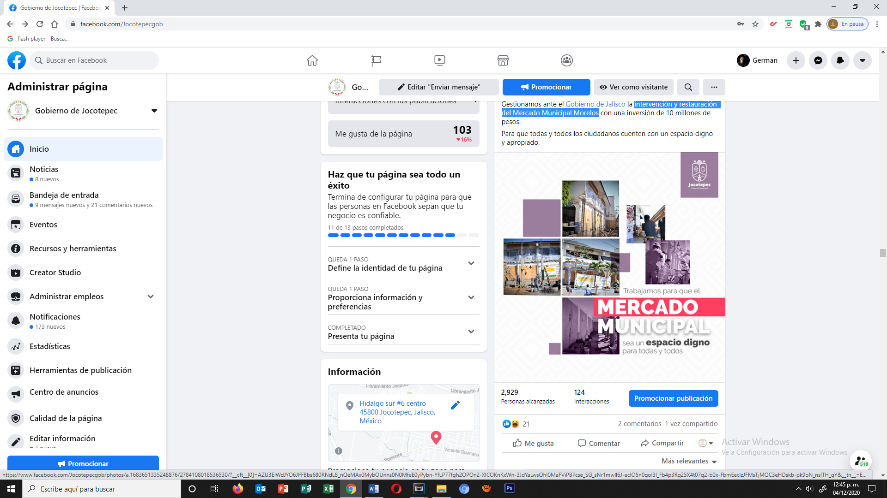 Gobierno de Jocotepec | Facebook
facebook.com/Jocotepecgob
En pausa
Flash player
Busca...
Buscar en Facebook
German
Administrar página
Gobierno de Jocotepec
Inicio
Noticias
8 nuevos
Bandeja de entrada
9 mensajes nuevos y 21 comentarios nuevos
Eventos
Recursos y herramientas
Creator Studio
Administrar empleos
Notificaciones
173 nuevos
Estadísticas
Herramientas de publicación
Centro de anuncios
Calidad de la página
Editar información
Promocionar
Go...
Editar "Enviar mensaje"
Promocionar
Ver como visitante
Interacciones con las publicaciones
Me gusta de la página
103
16%
Haz que tu página sea todo un
éxito
Termina de configurar tu página para que
las personas en Facebook sepan que tu
negocio es confiable.
11 de 13 pasos completados
QUEDA 1 PASO
Define la identidad de tu página
QUEDA 1 PASO
Proporciona información y
preferencias
COMPLETADO
Presenta tu página
Información
Hidalgo sur #6 centro
45800 Jocotepec, Jalisco,
México
Gestionamos ante el Gobierno de Jalisco la intervención y restauración
del Mercado Municipal Morelos con una inversión de 10 millones de
pesos.
Para que todas y todos los ciudadanos cuenten con un espacio digno
y apropiado.
Jocotepec
Trabajamos para que el
MERCADO
MUNICIPAL
sea un espacio digno
para todas y todos
2,929
Personas alcanzadas
124
Interacciones
Promocionar publicación
21
2 comentarios 1 vez compartido
Me gusta
Comentar
Compartir
Más relevantes
Activar Windows
Ve a Configuración para activar Windows.
Escribe aquí para buscar
12:45 p. m.
04/12/2020